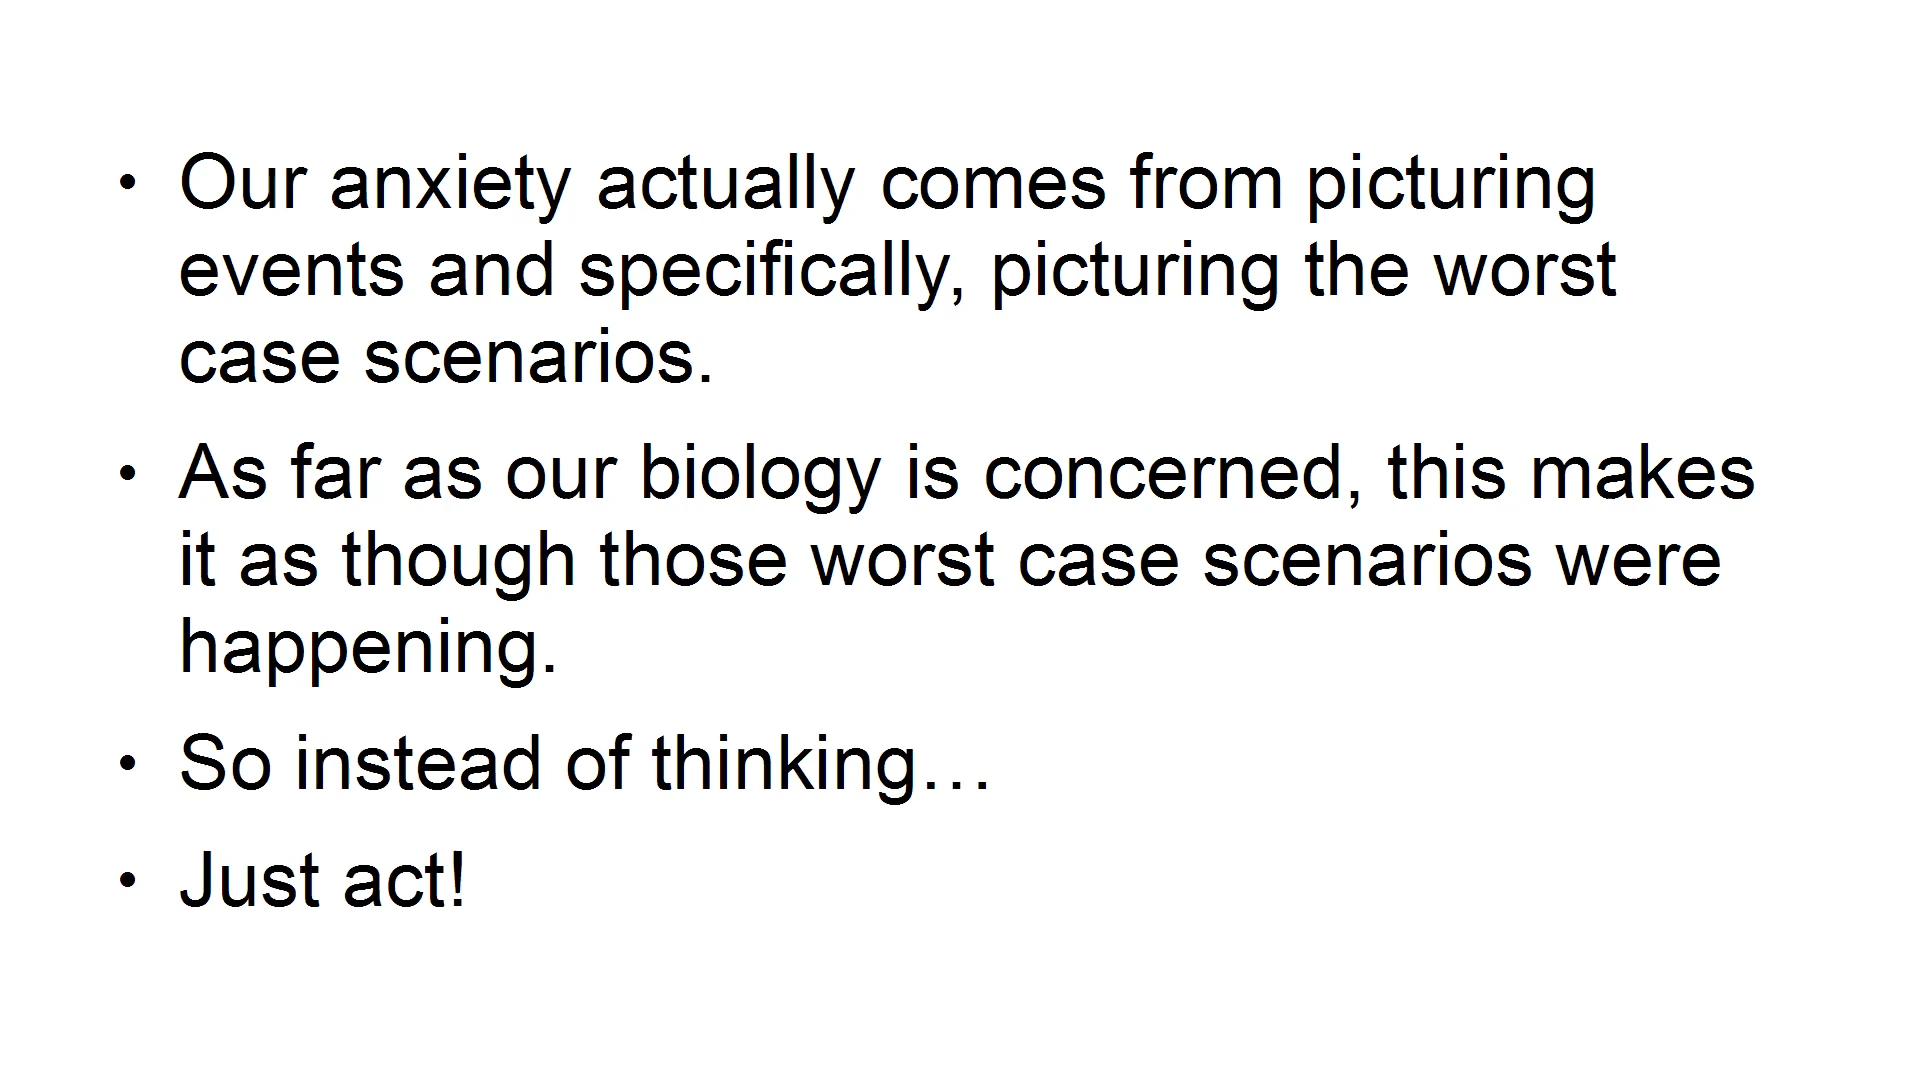 • Our anxiety actually comes from picturing
events and specifically, picturing the worst
case scenarios.
• As far as our biology is concerned, this makes
it as though those worst case scenarios were
happening.
• So instead of thinking…
• Just act!